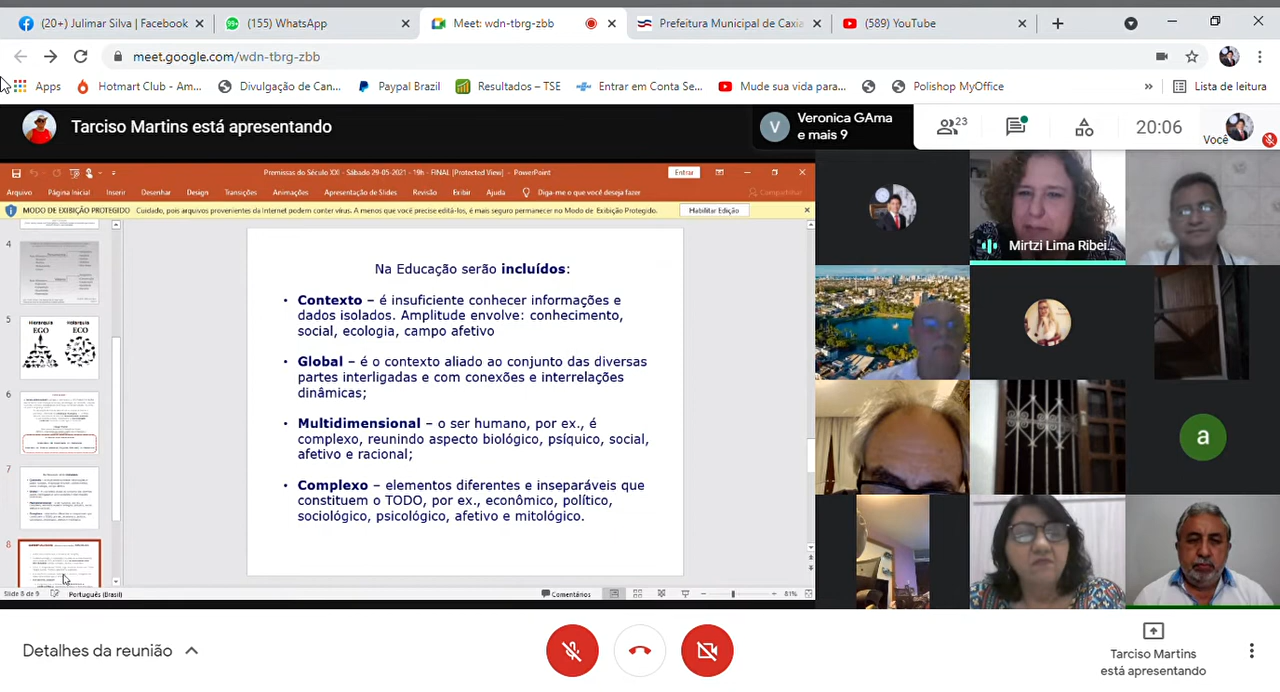 (20+) Julimar Silva | Facebook
(155) WhatsApp
Meet: wdn-tbrg-zbb
Prefeitura Municipal de Caxia
(589) YouTube
meet.google.com/wdn-tbrg-zbb
Apps
Hotmart Club - Am...
Divulgação de Can...
Paypal Brazil
Resultados – TSE
Entrar em Conta Se...
Mude sua vida para...
Polishop MyOffice
»
Lista de leitura
Tarciso Martins está apresentando
V
Veronica GAma
e mais 9
23
20:06
Você
Premissas do Século XXI - Sábado 29-05-2021 - 19h - FINAL [Protected View] – PowerPoint
Entrar
Arquivo
Página Inicial
Inserir
Desenhar
Design
Transições
Animações
Apresentação de Slides
Revisão
Exibir
Ajuda
Diga-me o que você deseja fazer
Compartilhar
MODO DE EXIBIÇÃO PROTEGIDO
Cuidado, pois arquivos provenientes da Internet podem conter vírus. A menos que você precise editá-los, é mais seguro permanecer no Modo de Exibição Protegido.
Habilitar Edição
4
5
EGO
ECO
6
7
8
Na Educação serão incluídos:
• Contexto – é insuficiente conhecer informações e
dados isolados. Amplitude envolve: conhecimento,
social, ecologia, campo afetivo
• Global – é o contexto aliado ao conjunto das diversas
partes interligadas e com conexões e interrelações
dinâmicas;
• Multidimensional – o ser humano, por ex., é
complexo, reunindo aspecto biológico, psíquico, social,
afetivo e racional;
• Complexo – elementos diferentes e inseparáveis que
constituem o TODO, por ex, econômico, político,
sociológico, psicológico, afetivo e mitológico.
Slide 8 de 9
Português (Brasil)
Comentários
81%
Mirtzi Lima Ribei...
a
Detalhes da reunião
Tarciso Martins
está apresentando